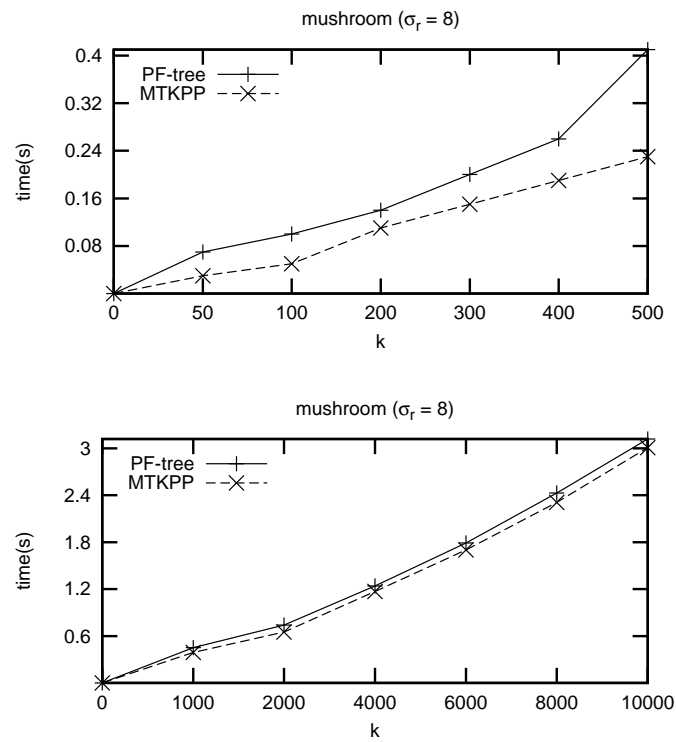 mushroom (σr = 8)
0.4
0.32
0.24
0.16
0.08
time(s)
PF-tree
MTKPP
0 50 100 200 300 400 500
k
mushroom (σr = 8)
3
2.4
1.8
1.2
0.6
time(s)
PF-tree
MTKPP
0 1000 2000 4000 6000 8000 10000
k